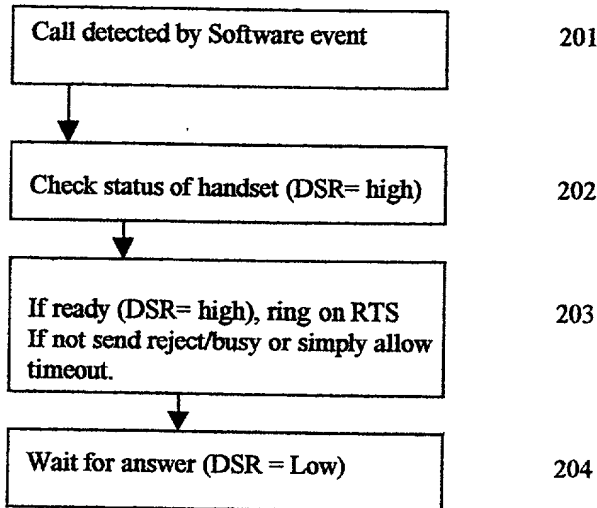 Call detected by Software event 201
Check status of handset (DSR= high) 202
If ready (DSR= high), ring on RTS 203
If not send reject/busy or simply allow
timeout.
Wait for answer (DSR = Low) 204